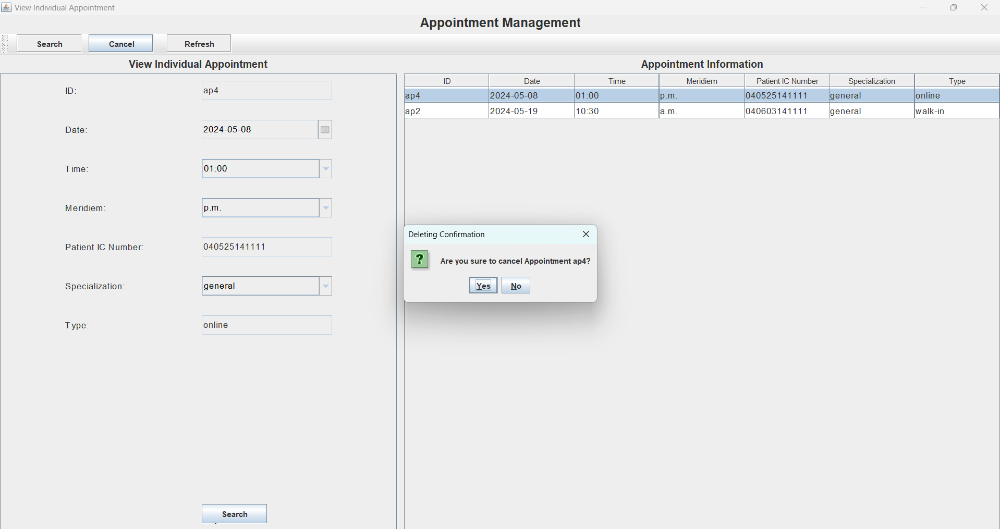 View Individual Appointment
Appointment Management
Search Cancel Refresh
View Individual Appointment
ID: ap4
Date: 2024-05-08
Time: 01:00
Meridiem: p.m.
Patient IC Number: 040525141111
Specialization: general
Type: online
Search
Appointment Information
ID Date Time Meridiem Patient IC Number Specialization Type
ap4 2024-05-08 01:00 p.m. 040525141111 general online
ap2 2024-05-19 10:30 a.m. 040603141111 general walk-in
Deleting Confirmation
Are you sure to cancel Appointment ap4?
Yes No